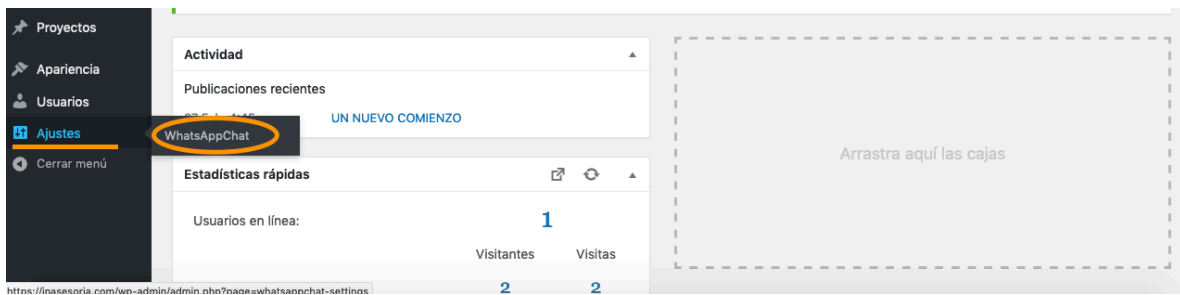 Proyectos
Apariencia
Usuarios
Ajustes
WhatsAppChat
Cerrar menú
Actividad
Publicaciones recientes
UN NUEVO COMIENZO
Estadísticas rápidas
Usuarios en línea:
1
Visitantes Visitas
2 2
Arrastra aquí las cajas
https://inasesoria.com/wp-admin/admin.php?page=whatsappchat-settings